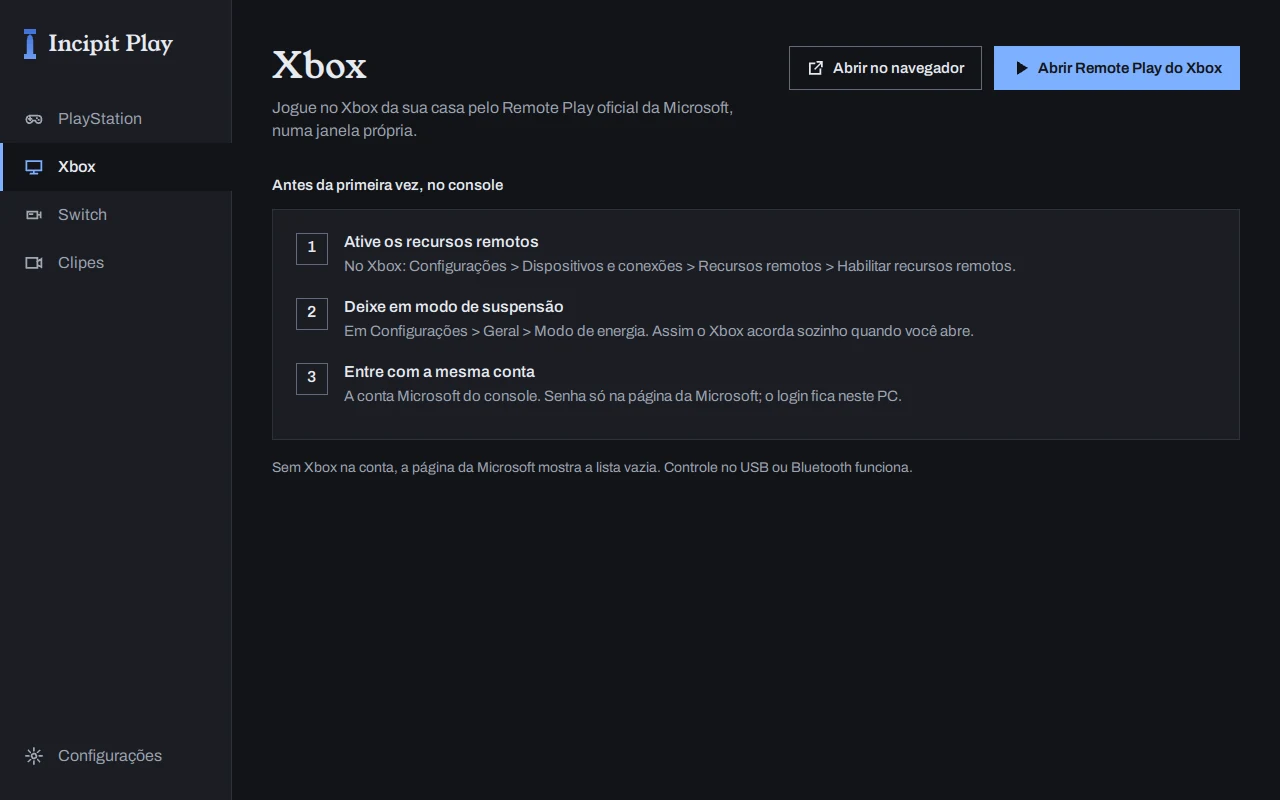 Incipit Play
PlayStation
Xbox
Switch
Clipes
Configurações
Xbox
Jogue no Xbox da sua casa pelo Remote Play oficial da Microsoft,
numa janela própria.
Abrir no navegador
Abrir Remote Play do Xbox
Antes da primeira vez, no console
1
Ative os recursos remotos
No Xbox: Configurações > Dispositivos e conexões > Recursos remotos > Habilitar recursos remotos.
2
Deixe em modo de suspensão
Em Configurações > Geral > Modo de energia. Assim o Xbox acorda sozinho quando você abre.
3
Entre com a mesma conta
A conta Microsoft do console. Senha só na página da Microsoft; o login fica neste PC.
Sem Xbox na conta, a página da Microsoft mostra a lista vazia. Controle no USB ou Bluetooth funciona.